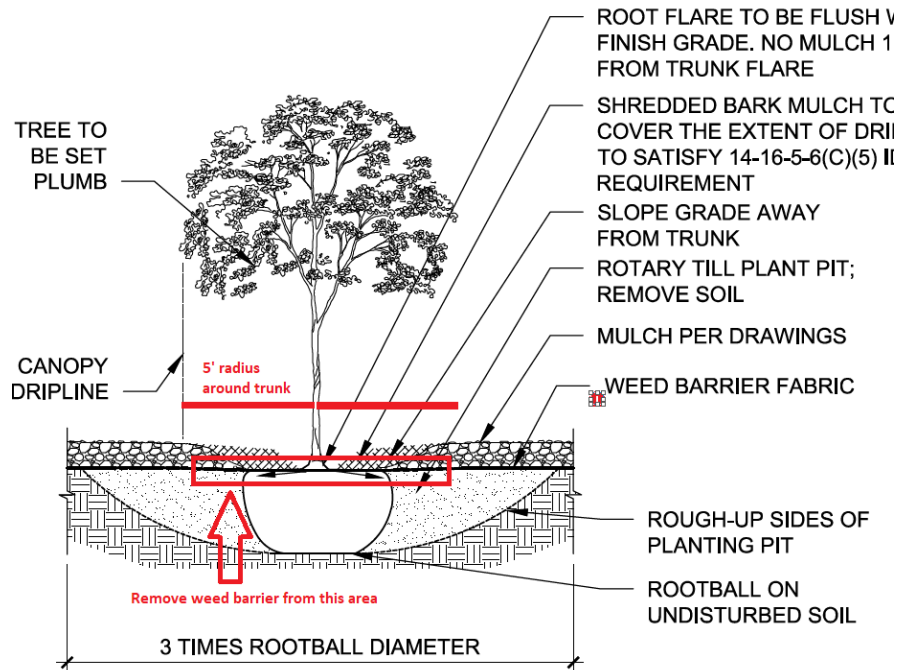 ROOT FLARE TO BE FLUSH
FINISH GRADE. NO MULCH
FROM TRUNK FLARE
SHREDDED BARK MULCH
COVER THE EXTENT OF
TO SATISFY 14-16-5-6(C)(5)
REQUIREMENT
SLOPE GRADE AWAY
FROM TRUNK
ROTARY TILL PLANT PIT;
REMOVE SOIL
MULCH PER DRAWINGS
WEED BARRIER FABRIC
ROUGH-UP SIDES OF
PLANTING PIT
ROOTBALL ON
UNDISTURBED SOIL
TREE TO
BE SET
PLUMB
CANOPY
DRIPLINE
5' radius
around trunk
Remove weed barrier from this area
3 TIMES ROOTBALL DIAMETER